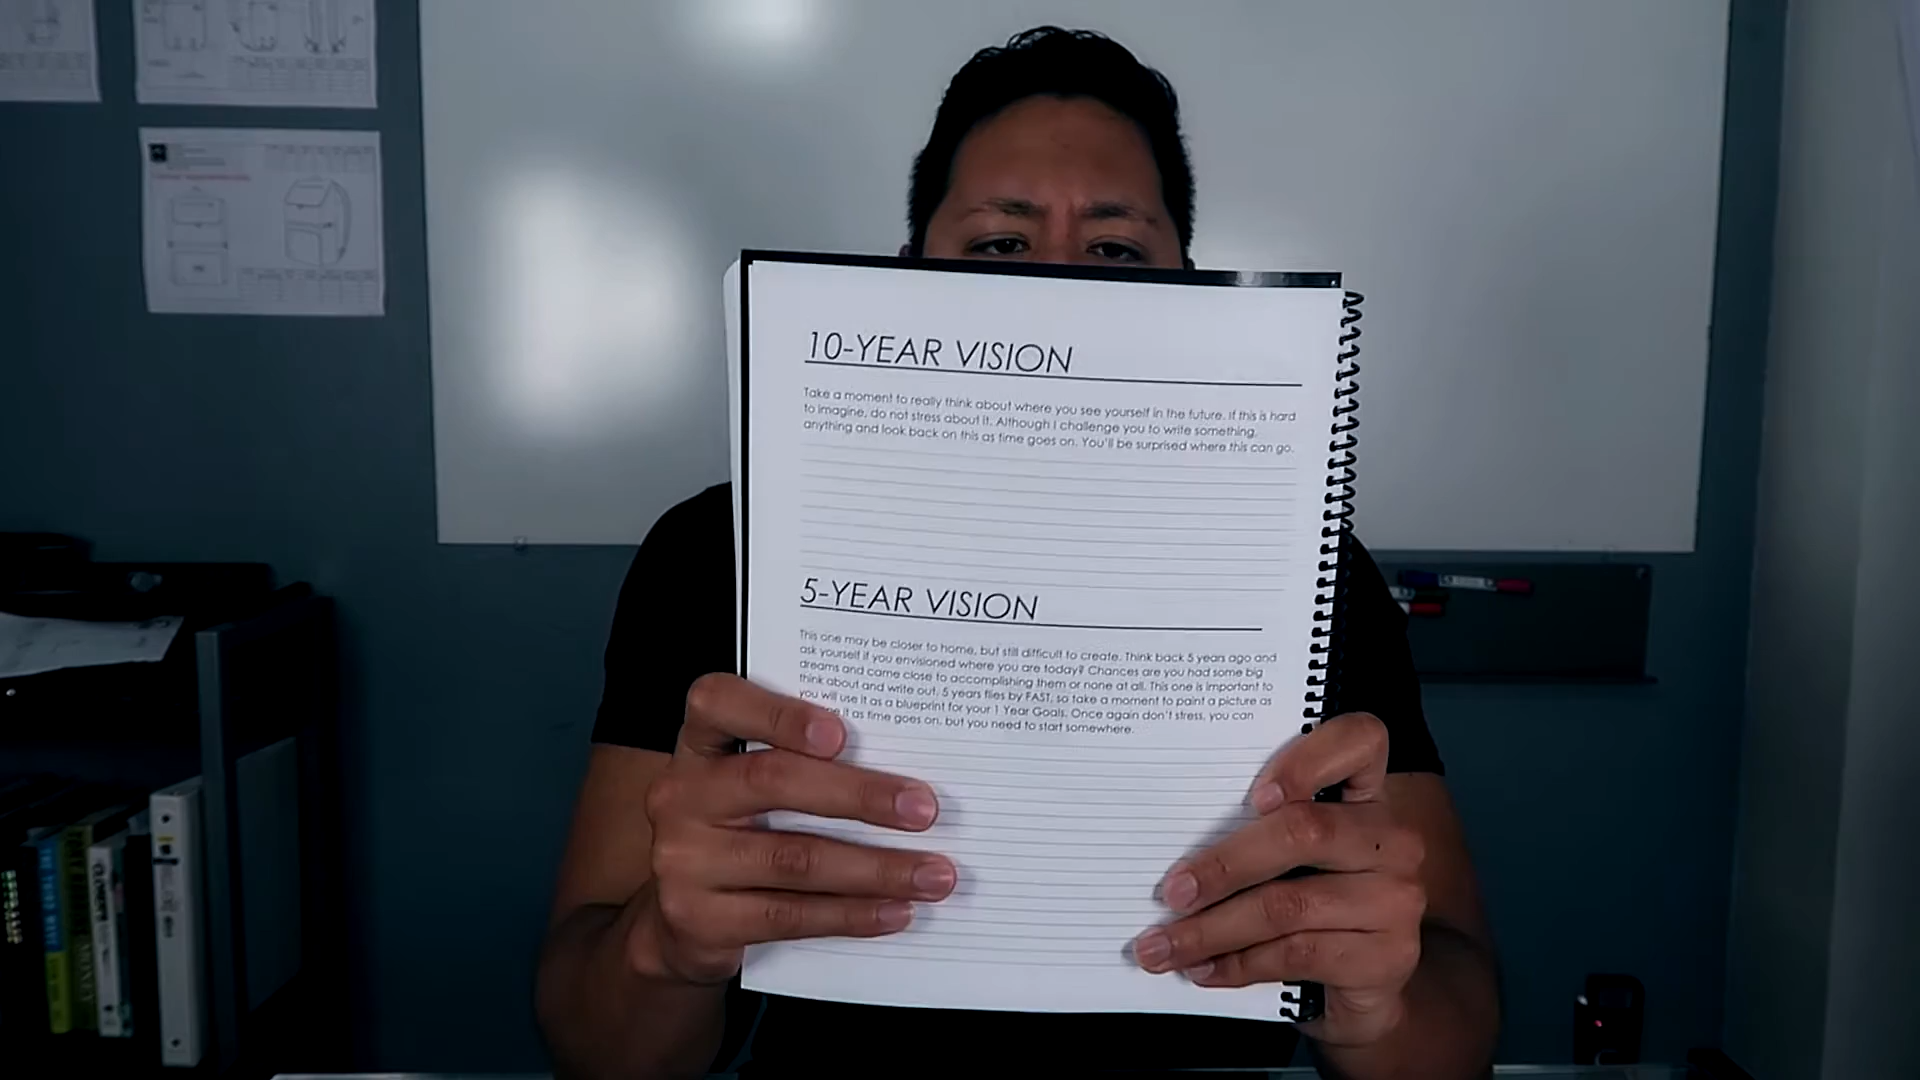 10-YEAR VISION
Take a moment to really think about where you see yourself in the future. If this is hard
to imagine, do not stress about it. Although I challenge you to write something,
anything and look back on this as time goes on. You'll be surprised where this can go.
5-YEAR VISION
This one may be closer to home, but still difficult to create. Think back 5 years ago and
ask yourself if you envisioned where you are today? Chances are you had some big
dreams and came close to accomplishing them or none at all. This one is important to
think about and write out. 5 years flies by FAST, so take a moment to paint a picture as
you will use it as a blueprint for your 1 Year Goals. Once again don't stress, you can
it as time goes on, but you need to start somewhere.
MONEY